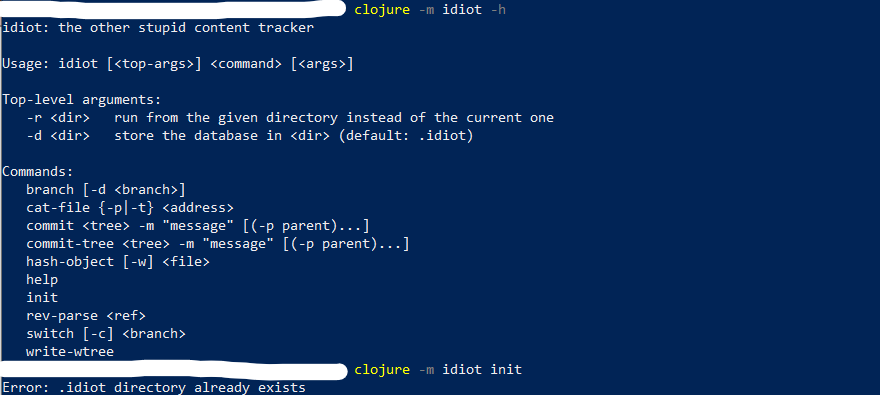 clojure -m idiot -h
idiot: the other stupid content tracker
Usage: idiot [<top-args>] <command> [<args>]
Top-level arguments:
-r <dir>   run from the given directory instead of the current one
-d <dir>   store the database in <dir> (default: .idiot)
Commands:
branch [-d <branch>]
cat-file {-p|-t} <address>
commit <tree> -m "message" [(-p parent)...]
commit-tree <tree> -m "message" [(-p parent)...]
hash-object [-w] <file>
help
init
rev-parse <ref>
switch [-c] <branch>
write-wtree
clojure -m idiot init
Error: .idiot directory already exists